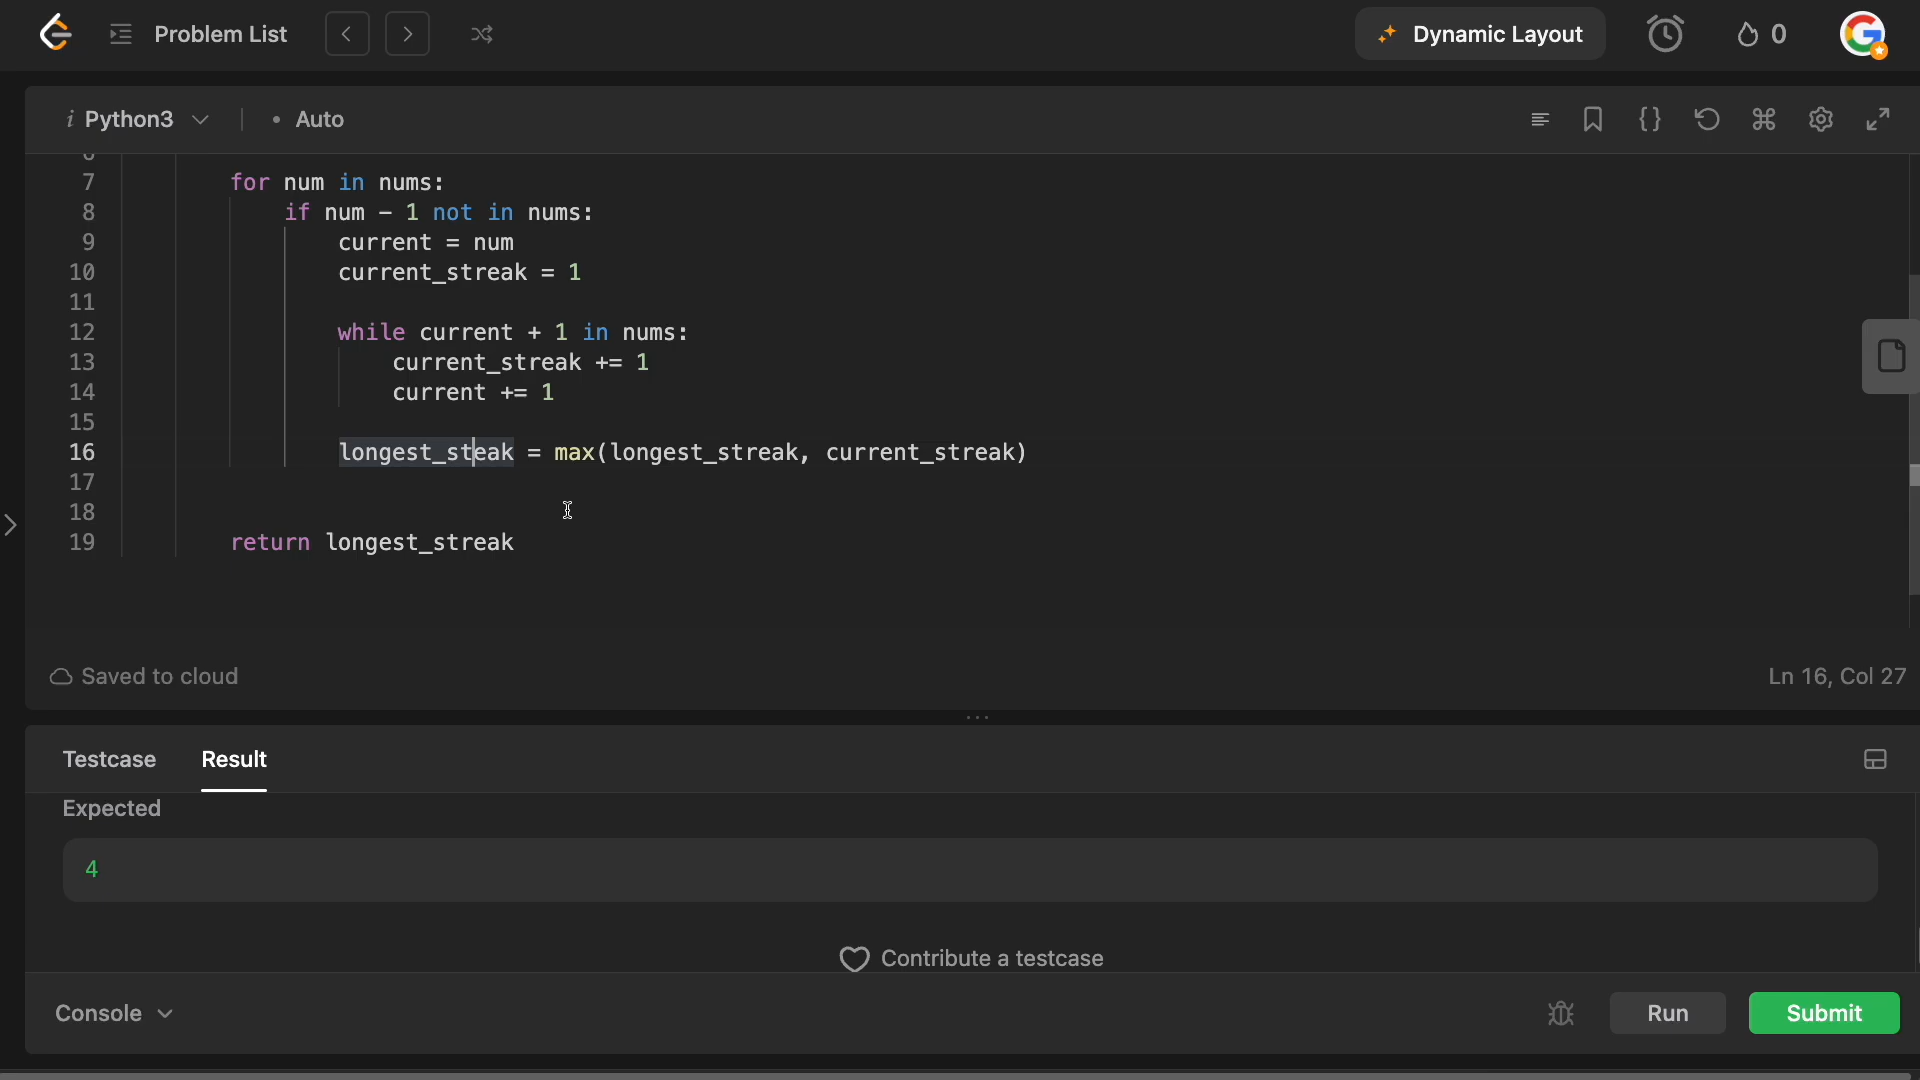 Problem List
Dynamic Layout
0
i Python3
• Auto
7 for num in nums:
8 if num - 1 not in nums:
9 current = num
10 current_streak = 1
11
12 while current + 1 in nums:
13 current_streak += 1
14 current += 1
15
16 longest_steak = max(longest_streak, current_streak)
17
18
19 return longest_streak
Saved to cloud
Ln 16, Col 27
Testcase
Result
Expected
4
Contribute a testcase
Console
Run
Submit